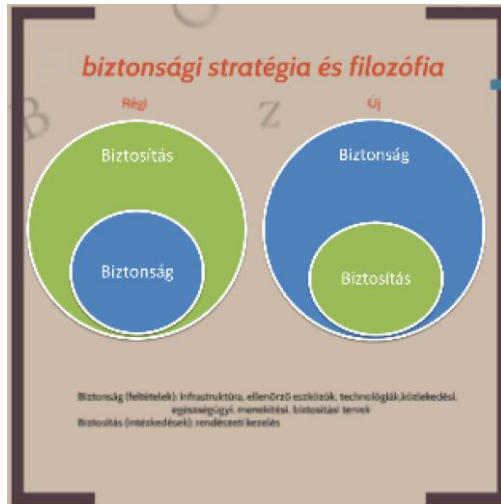 biztonsági stratégia és filozófia
Régi
Új
B
z
Biztosítás
Biztonság
Biztonság
Biztosítás
Biztonság (feltételek): infrastruktúra, ellenőrző eszközök, technológiák,közlekedési,
egészségügyi, menekítési, biztosítási tervek
Biztosítás (intézkedések): rendészeti kezelés